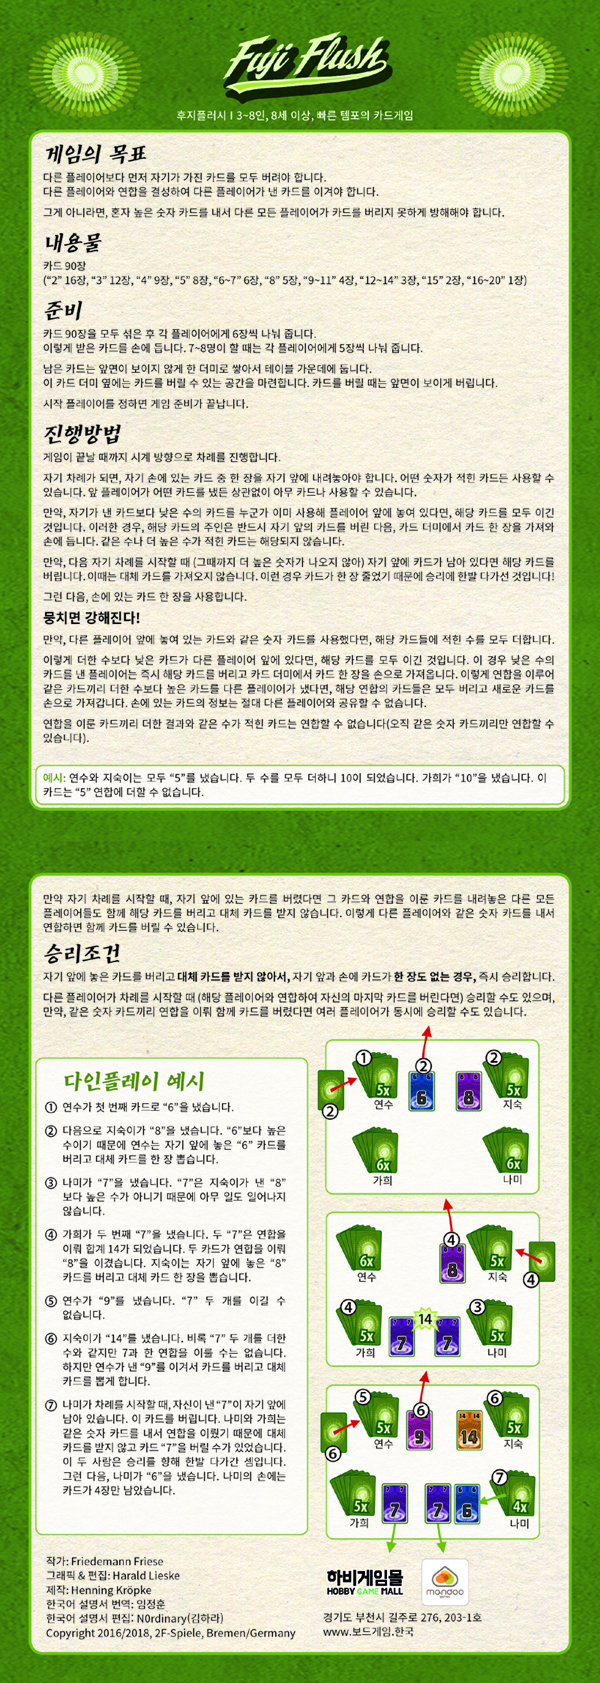 Fuji Flush
후지플러시 I 3~8인, 8세 이상, 빠른 템포의 카드게임
게임의 목표
다른 플레이어보다 먼저 자기가 가진 카드를 모두 버려야 합니다.
다른 플레이어와 연합을 결성하여 다른 플레이어가 낸 카드를 이겨야 합니다.
그게 아니라면, 혼자 높은 숫자 카드를 내서 다른 모든 플레이어가 카드를 버리지 못하게 방해해야 합니다.
내용물
카드 90장
(“2” 16장, “3” 12장, “4” 9장, “5” 8장, “6~7” 6장, “8” 5장, “9~11” 4장, “12~14” 3장, “15” 2장, “16~20” 1장)
준비
카드 90장을 모두 섞은 후 각 플레이어에게 6장씩 나눠 줍니다.
이렇게 받은 카드를 손에 듭니다. 7~8명이 할 때는 각 플레이어에게 5장씩 나눠 줍니다.
남은 카드는 앞면이 보이지 않게 한 더미로 쌓아서 테이블 가운데에 둡니다.
이 카드 더미 옆에는 카드를 버릴 수 있는 공간을 마련합니다. 카드를 버릴 때는 앞면이 보이게 버립니다.
시작 플레이어를 정하면 게임 준비가 끝납니다.
진행방법
게임이 끝날 때까지 시계 방향으로 차례를 진행합니다.
자기 차례가 되면, 자기 손에 있는 카드 중 한 장을 자기 앞에 내려놓아야 합니다. 어떤 숫자가 적힌 카드든 사용할 수
있습니다. 앞 플레이어가 어떤 카드를 냈든 상관없이 아무 카드나 사용할 수 있습니다.
만약, 자기가 낸 카드보다 낮은 수의 카드를 누군가 이미 사용해 플레이어 앞에 놓여 있다면, 해당 카드를 모두 이긴
것입니다. 이러한 경우, 해당 카드의 주인은 반드시 자기 앞의 카드를 버린 다음, 카드 더미에서 카드 한 장을 가져와
손에 듭니다. 같은 수나 더 높은 수가 적힌 카드는 해당되지 않습니다.
만약, 다음 자기 차례를 시작할 때 (그때까지 더 높은 숫자가 나오지 않아) 자기 앞에 카드가 남아 있다면 해당 카드를
버립니다. 이때는 대체 카드를 가져오지 않습니다. 이런 경우 카드가 한 장 줄었기 때문에 승리에 한발 다가선 것입니다!
그런 다음, 손에 있는 카드 한 장을 사용합니다.
뭉치면 강해진다!
만약, 다른 플레이어 앞에 놓여 있는 카드와 같은 숫자 카드를 사용했다면, 해당 카드들에 적힌 수를 모두 더합니다.
이렇게 더한 수보다 낮은 카드가 다른 플레이어 앞에 있다면, 해당 카드를 모두 이긴 것입니다. 이 경우 낮은 수의
카드를 낸 플레이어는 즉시 해당 카드를 버리고 카드 더미에서 카드 한 장을 손으로 가져옵니다. 이렇게 연합을 이루어
같은 카드끼리 더한 수보다 높은 카드를 다른 플레이어가 냈다면, 해당 연합의 카드들은 모두 버리고 새로운 카드를
손으로 가져갑니다. 손에 있는 카드의 정보는 절대 다른 플레이어와 공유할 수 없습니다.
연합을 이룬 카드끼리 더한 결과와 같은 수가 적힌 카드는 연합할 수 없습니다(오직 같은 숫자 카드끼리만 연합할 수
있습니다).
예시: 연수와 지숙이는 모두 “5”를 냈습니다. 두 수를 모두 더하니 10이 되었습니다. 가희가 “10”을 냈습니다. 이
카드는 “5” 연합에 더할 수 없습니다.
만약 자기 차례를 시작할 때, 자기 앞에 있는 카드를 버렸다면 그 카드와 연합을 이룬 카드를 내려놓은 다른 모든
플레이어들도 함께 해당 카드를 버리고 대체 카드를 받지 않습니다. 이렇게 다른 플레이어와 같은 숫자 카드를 내서
연합하면 함께 카드를 버릴 수 있습니다.
승리조건
자기 앞에 놓은 카드를 버리고 대체 카드를 받지 않아서, 자기 앞과 손에 카드가 한 장도 없는 경우, 즉시 승리합니다.
다른 플레이어가 차례를 시작할 때 (해당 플레이어와 연합하여 자신의 마지막 카드를 버린다면) 승리할 수도 있으며,
만약, 같은 숫자 카드끼리 연합을 이뤄 함께 카드를 버렸다면 여러 플레이어가 동시에 승리할 수도 있습니다.
다인플레이 예시
① 연수가 첫 번째 카드로 “6”을 냈습니다.
② 다음으로 지숙이가 “8”을 냈습니다. “6”보다 높은
수이기 때문에 연수는 자기 앞에 놓은 “6” 카드를
버리고 대체 카드를 한 장 뽑습니다.
③ 나미가 “7”을 냈습니다. “7”은 지숙이가 낸 “8”
보다 높은 수가 아니기 때문에 아무 일도 일어나지
않습니다.
④ 가희가 두 번째 “7”을 냈습니다. 두 “7”은 연합을
이뤄 합계 14가 되었습니다. 두 카드가 연합을 이뤄
“8”을 이겼습니다. 지숙이는 자기 앞에 놓은 “8”
카드를 버리고 대체 카드 한 장을 뽑습니다.
⑤ 연수가 “9”를 냈습니다. “7” 두 개를 이길 수
없습니다.
⑥ 지숙이가 “14”를 냈습니다. 비록 “7” 두 개를 더한
수와 같지만 7과 한 연합을 이룰 수는 없습니다.
하지만 연수가 낸 “9”를 이겨서 카드를 버리고 대체
카드를 뽑게 합니다.
⑦ 나미가 차례를 시작할 때, 자신이 낸 “7”이 자기 앞에
남아 있습니다. 이 카드를 버립니다. 나미와 가희는
같은 숫자 카드를 내서 연합을 이뤘기 때문에 대체
카드를 받지 않고 카드 “7”을 버릴 수가 있었습니다.
이 두 사람은 승리를 향해 한발 다가간 셈입니다.
그런 다음, 나미가 “6”을 냈습니다. 나미의 손에는
카드가 4장만 남았습니다.
① ② ②
5x 6 8 5x
② 연수 지숙
6x 6x
가희 나미
④
6x 8 5x
연수 지숙 ④
④ 14 ③
5x 7 7 5x
가희 나미
⑤ ⑥ ⑥
5x 9 14 5x
⑥ 연수 지숙
⑦
5x 7 7 6 4x
가희 나미
작가: Friedemann Friese
그래픽 & 편집: Harald Lieske
제작: Henning Kröpke
한국어 설명서 번역: 임정훈
한국어 설명서 편집: N0rdinary(김하라)
Copyright 2016/2018, 2F-Spiele, Bremen/Germany
하비게임몰
HOBBY GAME MALL
mandoo
경기도 부천시 길주로 276, 203-1호
www.보드게임.한국